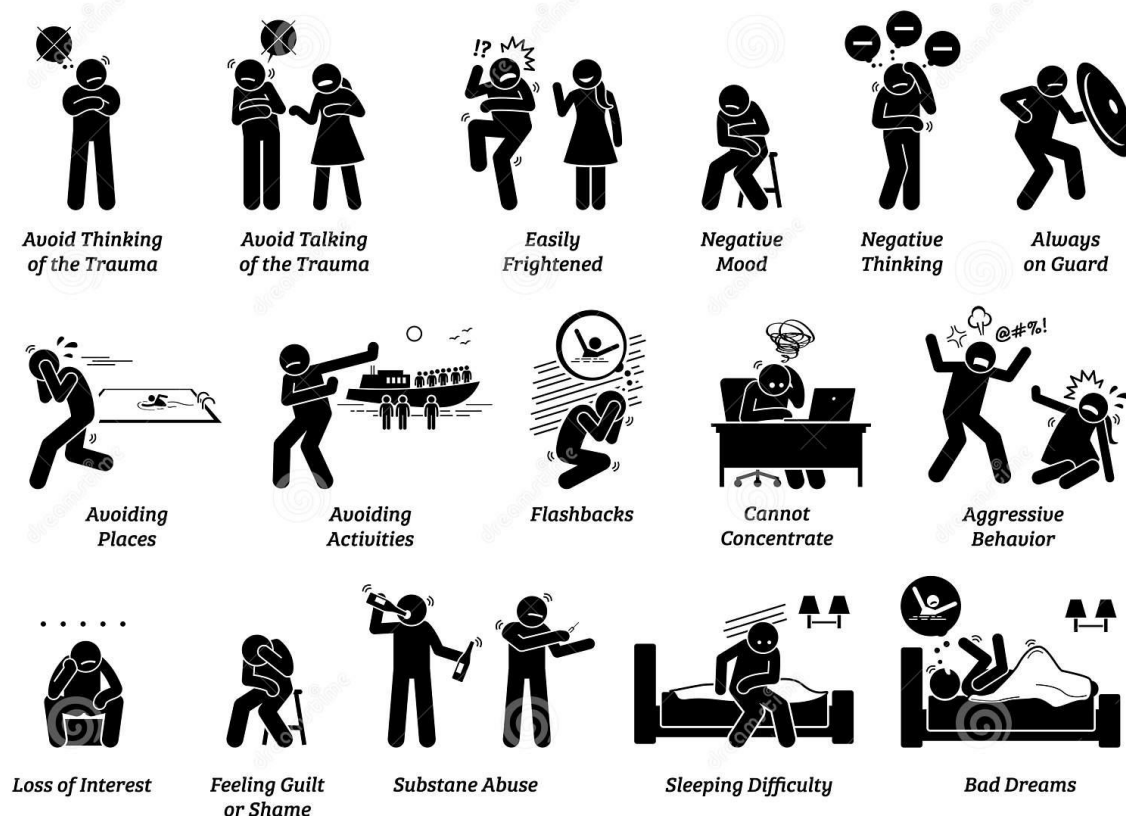 !?
Avoid Thinking
of the Trauma
Avoid Talking
of the Trauma
Easily
Frightened
Negative
Mood
Negative
Thinking
Always
on Guard
@#%!
Avoiding
Places
Avoiding
Activities
Flashbacks
Cannot
Concentrate
Aggressive
Behavior
Loss of Interest
Feeling Guilt
or Shame
Substane Abuse
Sleeping Difficulty
Bad Dreams